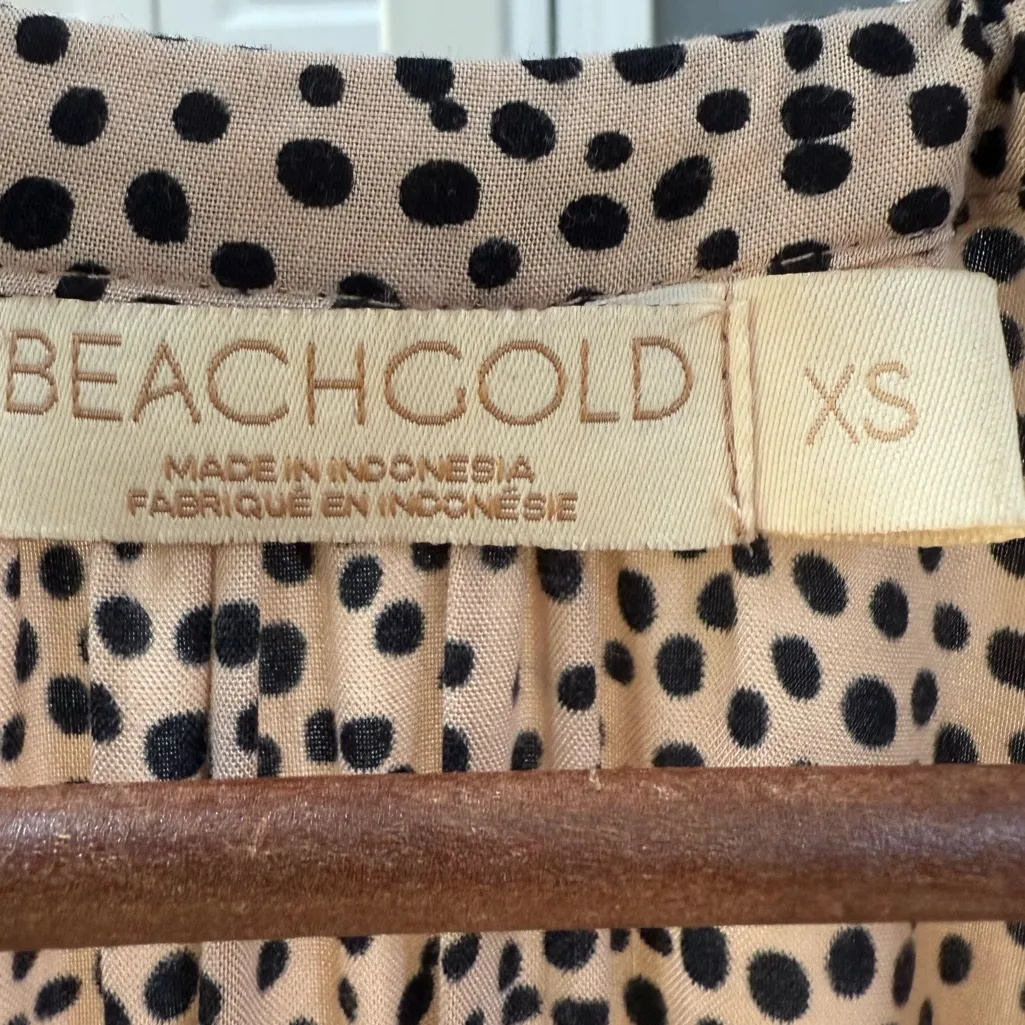 BEACHGOLD
XS
MADE IN INDONESIA
FABRIQUÉ EN INDONÉSIE